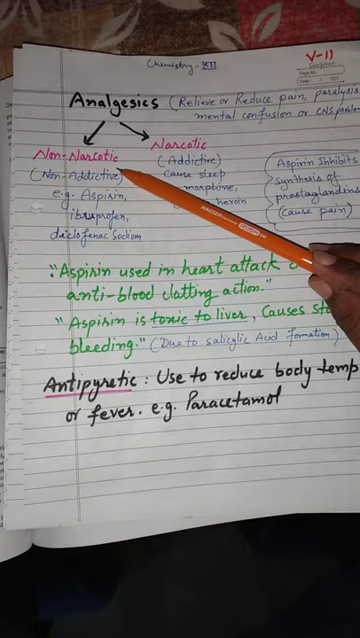 Chemistry - XII
V-11
Analgesics (Relieve or Reduce pain, paralysis
mental confusion or CNS problem
Non-Narcotic
(Non-Addictive)
e.g. Aspirin,
ibuprofen,
diclofenac Sodium
Narcotic
(Addictive)
Cause sleep
morphine,
heroin
Aspirin Inhibits
synthesis of
prostaglandins
(cause pain)
"Aspirin used in heart attack
anti-blood clatting action."
"Aspirin is toxic to liver, Causes
bleeding." (Due to salicylic Acid formation)
Antipyretic : Use to reduce body temp
or fever. e.g. Paracetamol